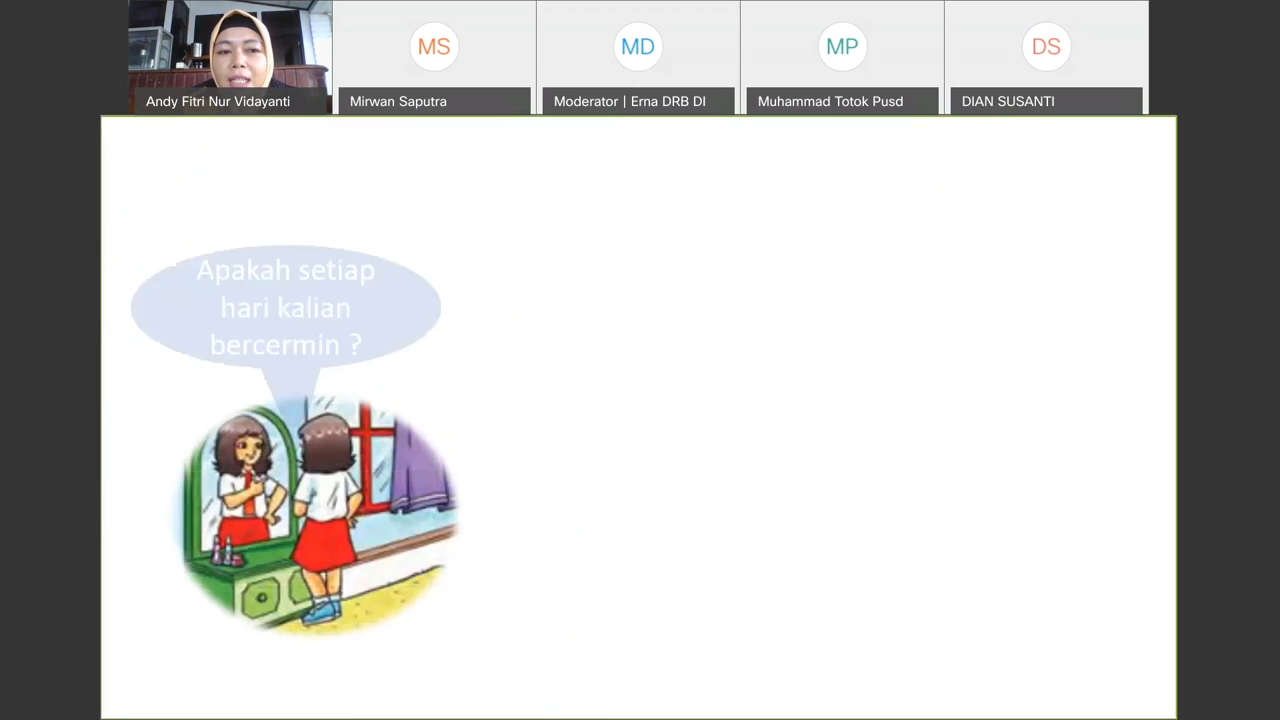 MS
MD
MP
DS
Andy Fitri Nur Vidayanti
Mirwan Saputra
Moderator | Erna DRB DI
Muhammad Totok Pusd
DIAN SUSANTI
Apakah setiap
hari kalian
bercermin ?